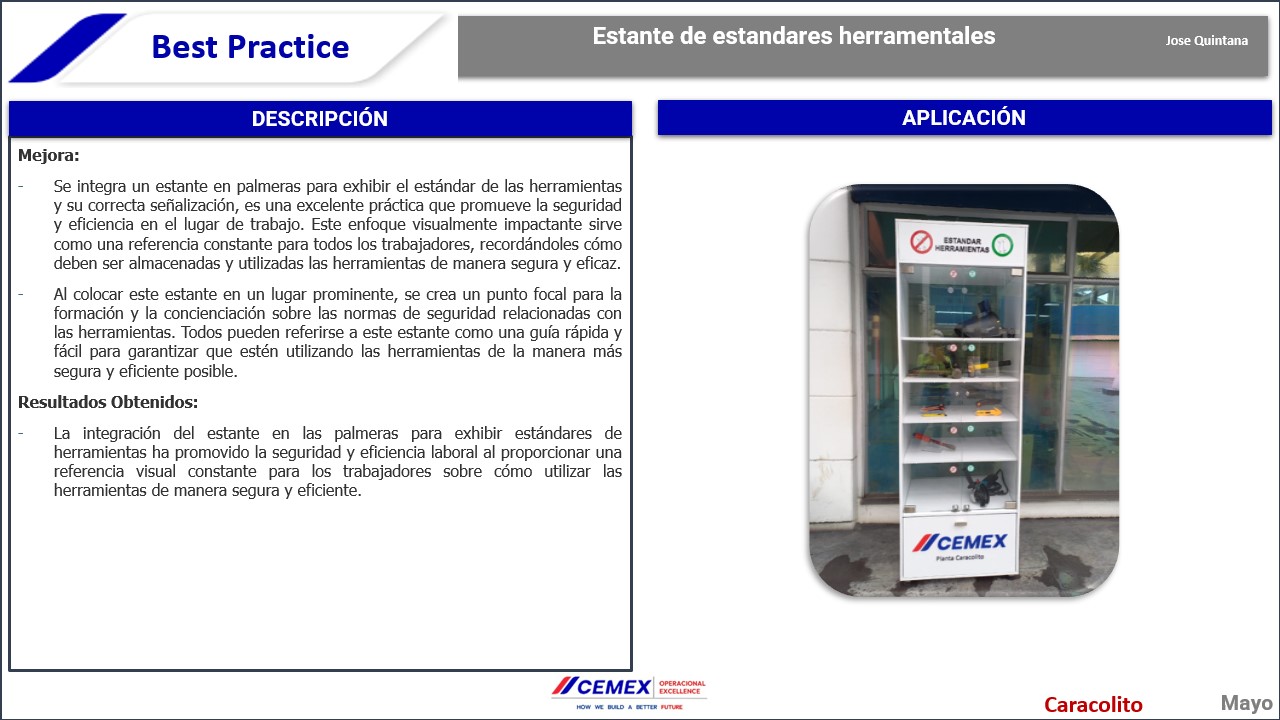 Best Practice
Estante de estandares herramentales
Jose Quintana
DESCRIPCIÓN
Mejora:
- Se integra un estante en palmeras para exhibir el estándar de las herramientas
y su correcta señalización, es una excelente práctica que promueve la seguridad
y eficiencia en el lugar de trabajo. Este enfoque visualmente impactante sirve
como una referencia constante para todos los trabajadores, recordándoles cómo
deben ser almacenadas y utilizadas las herramientas de manera segura y eficaz.
- Al colocar este estante en un lugar prominente, se crea un punto focal para la
formación y la concienciación sobre las normas de seguridad relacionadas con
las herramientas. Todos pueden referirse a este estante como una guía rápida y
fácil para garantizar que estén utilizando las herramientas de la manera más
segura y eficiente posible.
Resultados Obtenidos:
- La integración del estante en las palmeras para exhibir estándares de
herramientas ha promovido la seguridad y eficiencia laboral al proporcionar una
referencia visual constante para los trabajadores sobre cómo utilizar las
herramientas de manera segura y eficiente.
APLICACIÓN
ESTANDAR
HERRAMIENTAS
CEMEX
Planta Caracolito
CEMEX
OPERACIONAL
EXCELLENCE
HOW WE BUILD A BETTER FUTURE
Caracolito
Mayo